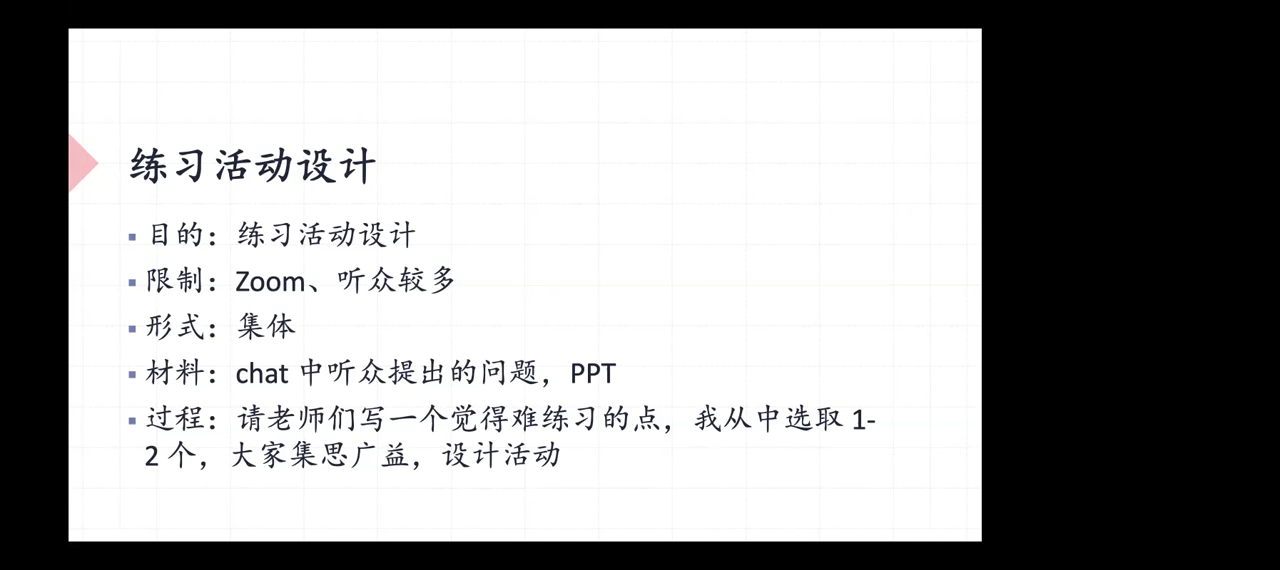 练习活动设计
目的：练习活动设计
限制：Zoom、听众较多
形式：集体
材料：chat 中听众提出的问题，PPT
过程：请老师们写一个觉得难练习的点，我从中选取 1-
2 个，大家集思广益，设计活动